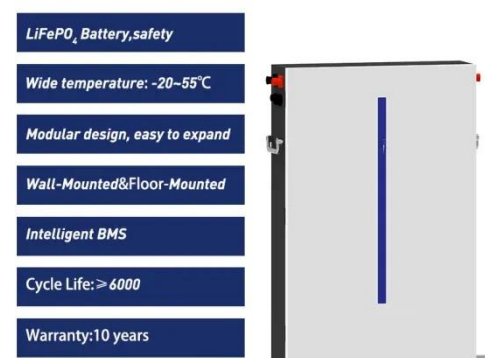 LiFePO₄ Battery,safety
Wide temperature: -20~55℃
Modular design, easy to expand
Wall-Mounted&Floor-Mounted
Intelligent BMS
Cycle Life:≥6000
Warranty:10 years